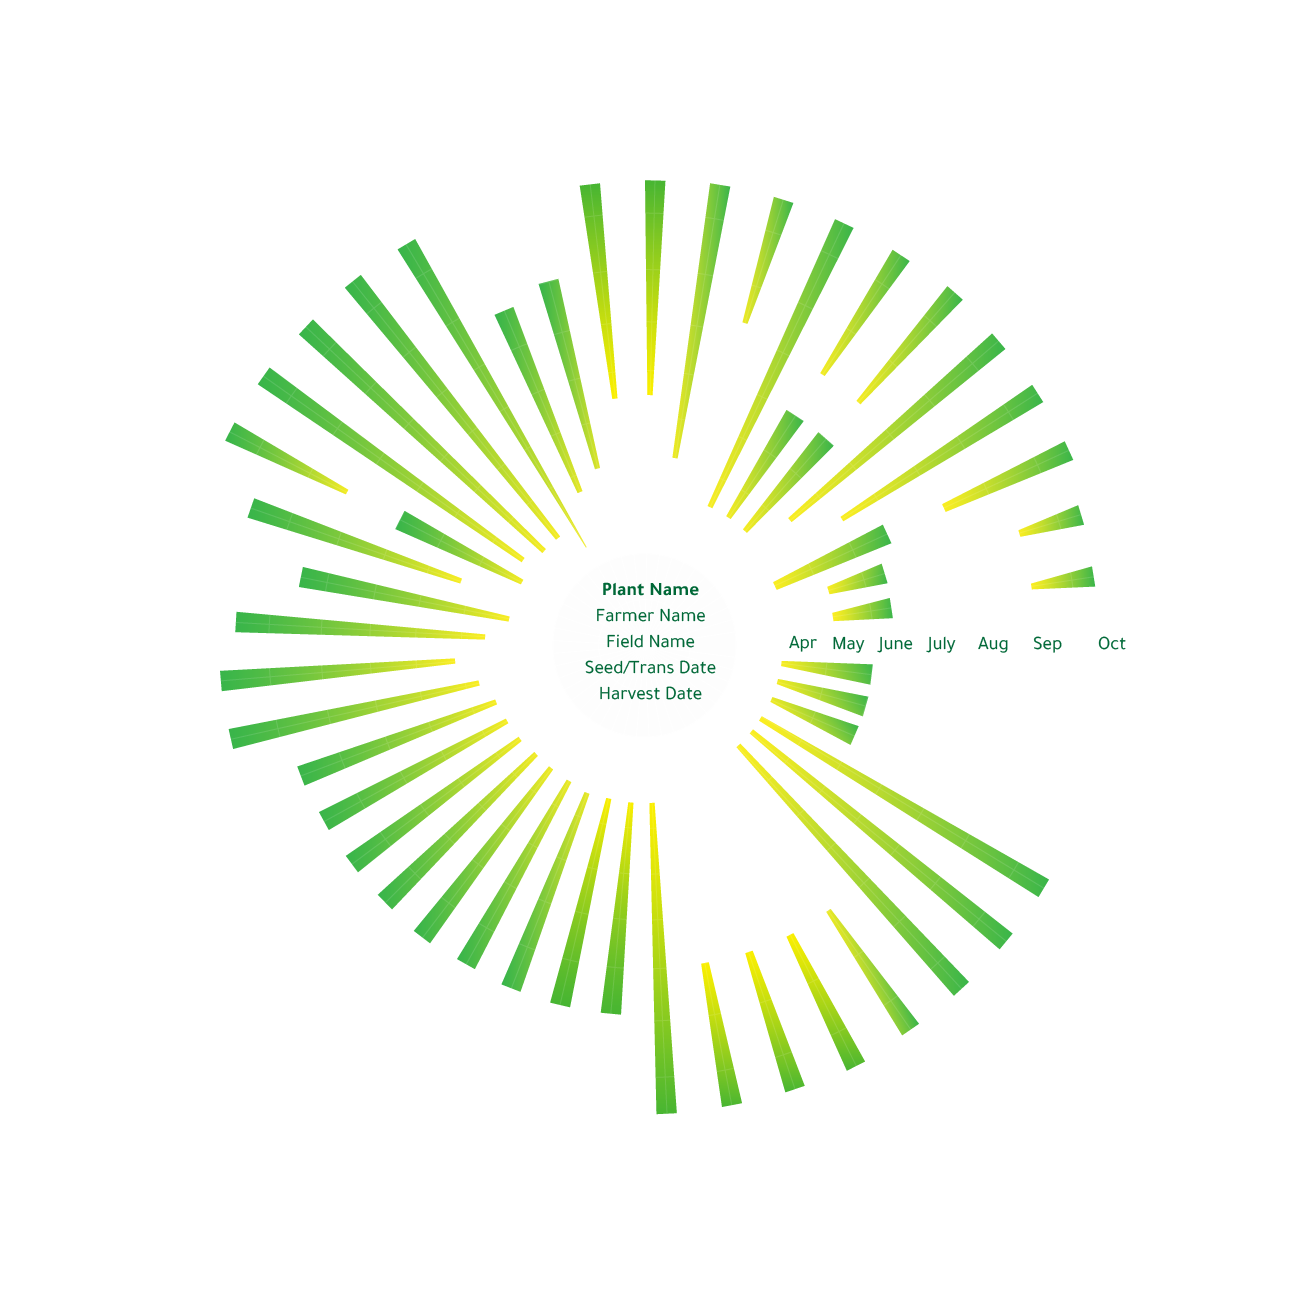 Plant Name
Farmer Name
Field Name
Seed/Trans Date
Harvest Date
Apr May June July Aug Sep Oct